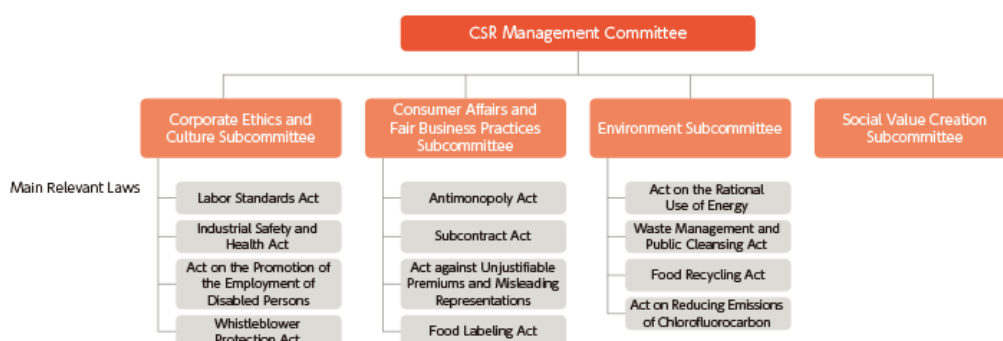 CSR Management Committee
Corporate Ethics and
Culture Subcommittee
Consumer Affairs and
Fair Business Practices
Subcommittee
Environment Subcommittee
Social Value Creation
Subcommittee
Main Relevant Laws
Labor Standards Act
Industrial Safety and
Health Act
Act on the Promotion of
the Employment of
Disabled Persons
Whistleblower
Protection Act
Antimonopoly Act
Subcontract Act
Act against Unjustifiable
Premiums and Misleading
Representations
Food Labeling Act
Act on the Rational
Use of Energy
Waste Management and
Public Cleansing Act
Food Recycling Act
Act on Reducing Emissions
of Chlorofluorocarbon